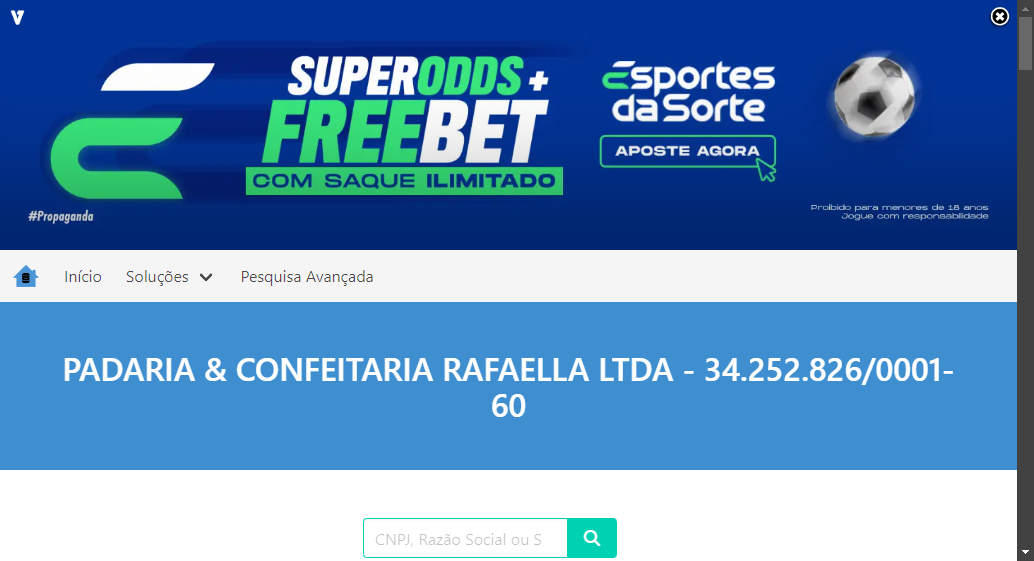 SUPERODDS +
FREEBET
COM SAQUE ILIMITADO
Esportes
da Sorte
APOSTE AGORA
#Propaganda
Proibido para menores de 18 anos
Jogue com responsabilidade
Início
Soluções
Pesquisa Avançada
PADARIA & CONFEITARIA RAFAELLA LTDA - 34.252.826/0001-
60
CNPJ, Razão Social ou S